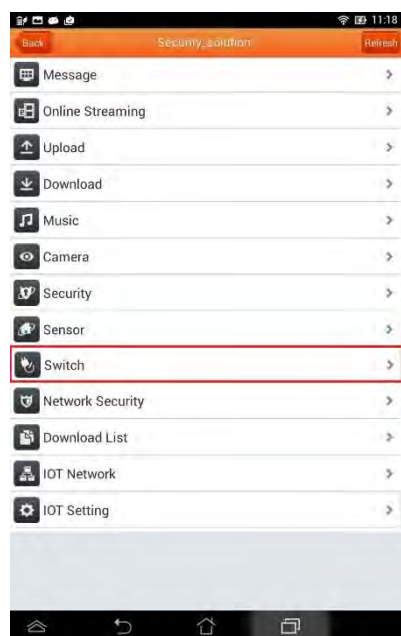 11:18
Back Security_solution Refresh
Message
Online Streaming
Upload
Download
Music
Camera
Security
Sensor
Switch
Network Security
Download List
IOT Network
IOT Setting